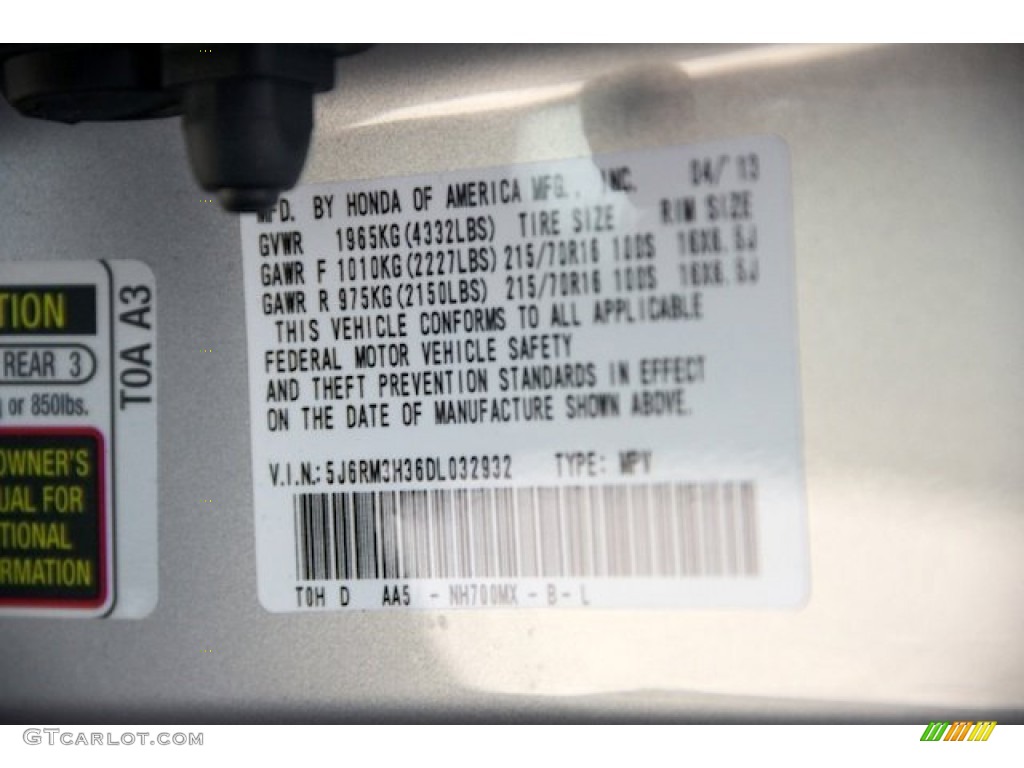 MFD. BY HONDA OF AMERICA MFG., INC. 04/ 13
GVWR 1965KG(4332LBS) TIRE SIZE RIM SIZE
GAWR F 1010KG(2227LBS) 215/70R16 100S 16X6.5J
GAWR R 975KG(2150LBS) 215/70R16 100S 16X6.5J
THIS VEHICLE CONFORMS TO ALL APPLICABLE
FEDERAL MOTOR VEHICLE SAFETY
AND THEFT PREVENTION STANDARDS IN EFFECT
ON THE DATE OF MANUFACTURE SHOWN ABOVE.
V.I.N.: 5J6RM3H36DL032932 TYPE: MPV
T0H D AA5 - NH700MX - B - L
TION
REAR 3
or 850lbs.
OWNER'S
UAL FOR
TIONAL
RMATION
T0A A3
GTCarLot.com